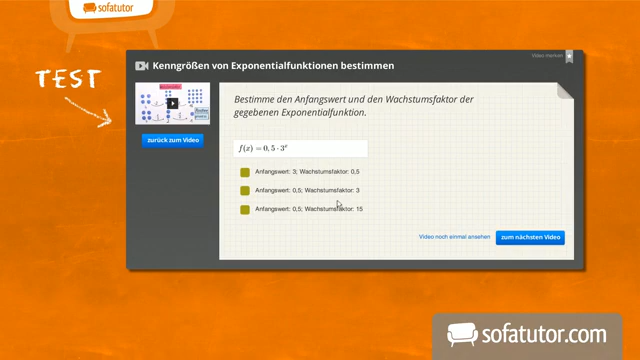 sofatutor
TEST
Video merken
Kenngrößen von Exponentialfunktionen bestimmen
Bestimme den Anfangswert und den Wachstumsfaktor der
gegebenen Exponentialfunktion.
zurück zum Video
f(x) = 0,5 · 3ˣ
Anfangswert: 3; Wachstumsfaktor: 0,5
Anfangswert: 0,5; Wachstumsfaktor: 3
Anfangswert: 0,5; Wachstumsfaktor: 15
Video noch einmal ansehen
zum nächsten Video
sofatutor.com